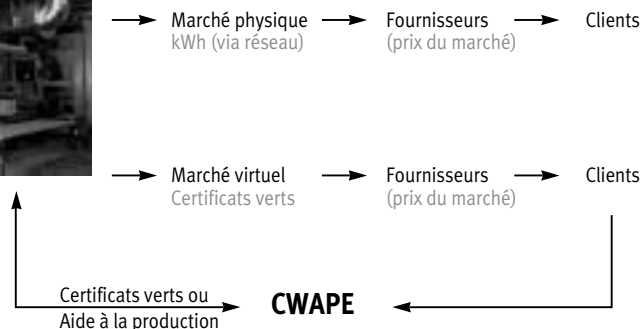 Marché physique
kWh (via réseau)
Fournisseurs
(prix du marché)
Clients
Marché virtuel
Certificats verts
Fournisseurs
(prix du marché)
Clients
Certificats verts ou
Aide à la production
CWAPE